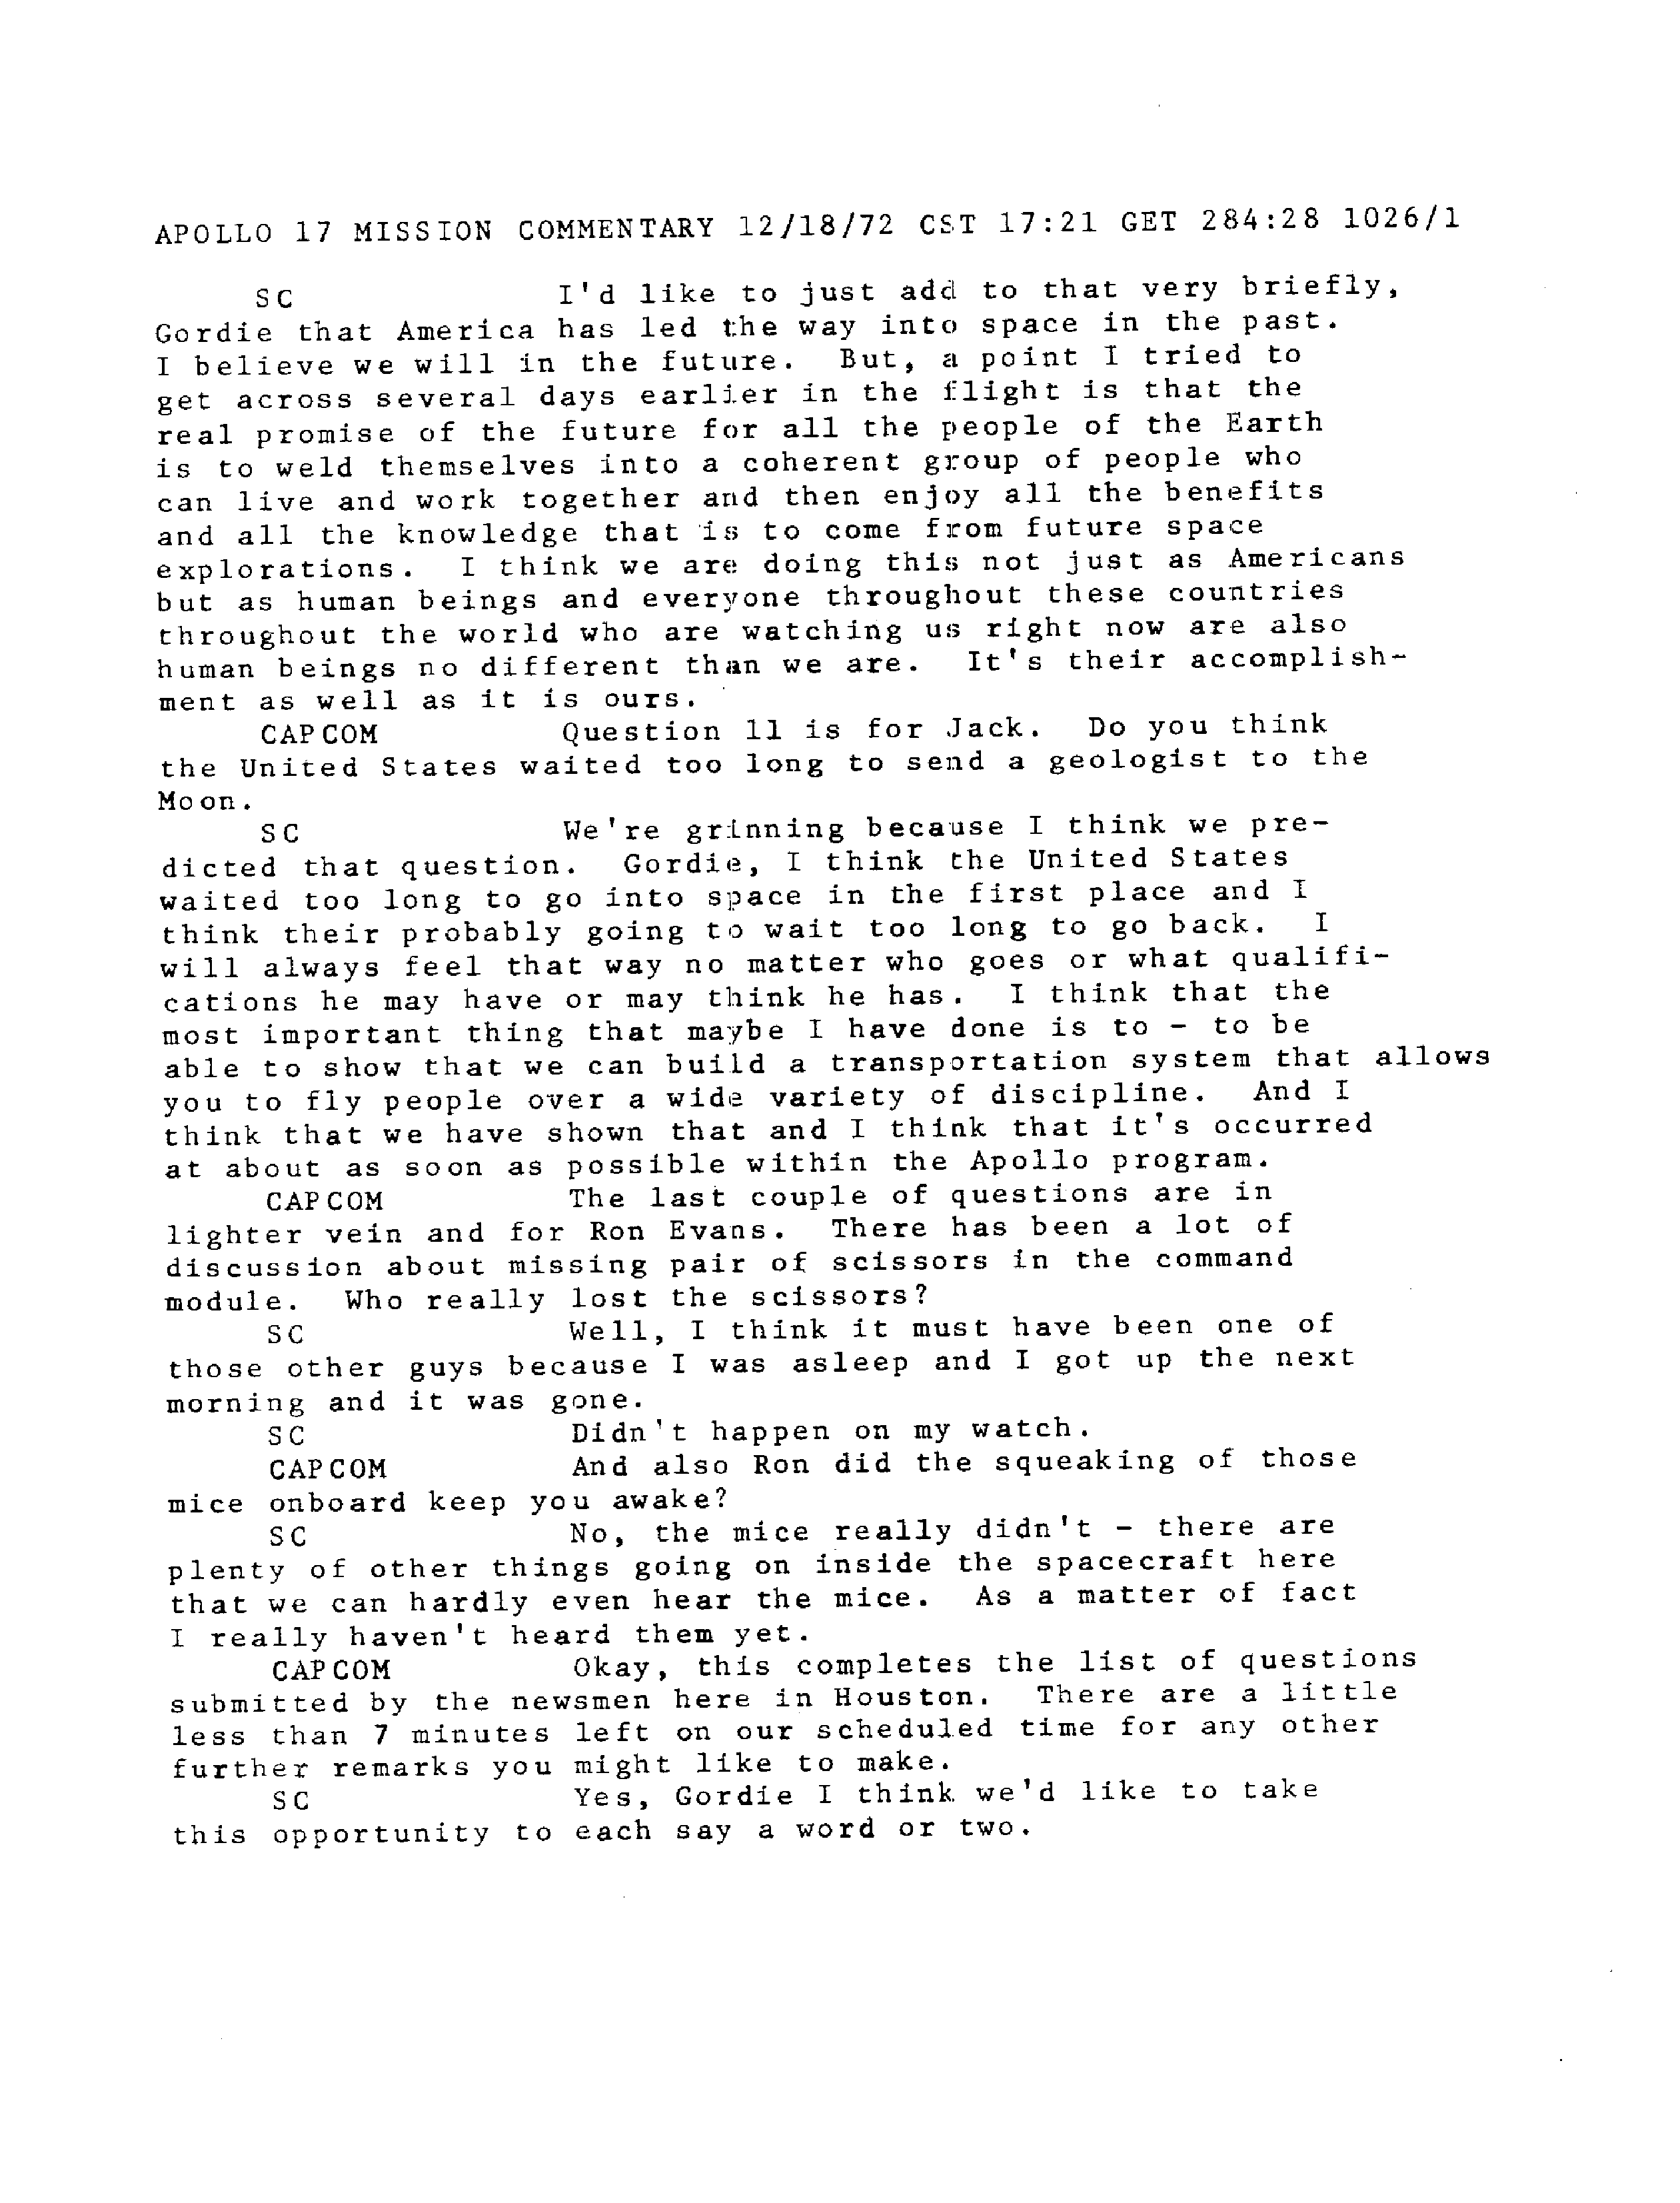 APOLLO 17 MISSION COMMENTARY 12/18/72 CST 17:21 GET 284:28 1026/1
SC I'd like to just add to that very briefly,
Gordie that America has led the way into space in the past.
I believe we will in the future. But, a point I tried to
get across several days earlier in the flight is that the
real promise of the future for all the people of the Earth
is to weld themselves into a coherent group of people who
can live and work together and then enjoy all the benefits
and all the knowledge that is to come from future space
explorations. I think we are doing this not just as Americans
but as human beings and everyone throughout these countries
throughout the world who are watching us right now are also
human beings no different than we are. It's their accomplish-
ment as well as it is ours.
CAPCOM Question 11 is for Jack. Do you think
the United States waited too long to send a geologist to the
Moon.
SC We're grinning because I think we pre-
dicted that question. Gordie, I think the United States
waited too long to go into space in the first place and I
think their probably going to wait too long to go back. I
will always feel that way no matter who goes or what qualifi-
cations he may have or may think he has. I think that the
most important thing that maybe I have done is to - to be
able to show that we can build a transportation system that allows
you to fly people over a wide variety of discipline. And I
think that we have shown that and I think that it's occurred
at about as soon as possible within the Apollo program.
CAPCOM The last couple of questions are in
lighter vein and for Ron Evans. There has been a lot of
discussion about missing pair of scissors in the command
module. Who really lost the scissors?
SC Well, I think it must have been one of
those other guys because I was asleep and I got up the next
morning and it was gone.
SC Didn't happen on my watch.
CAPCOM And also Ron did the squeaking of those
mice onboard keep you awake?
SC No, the mice really didn't - there are
plenty of other things going on inside the spacecraft here
that we can hardly even hear the mice. As a matter of fact
I really haven't heard them yet.
CAPCOM Okay, this completes the list of questions
submitted by the newsmen here in Houston. There are a little
less than 7 minutes left on our scheduled time for any other
further remarks you might like to make.
SC Yes, Gordie I think we'd like to take
this opportunity to each say a word or two.